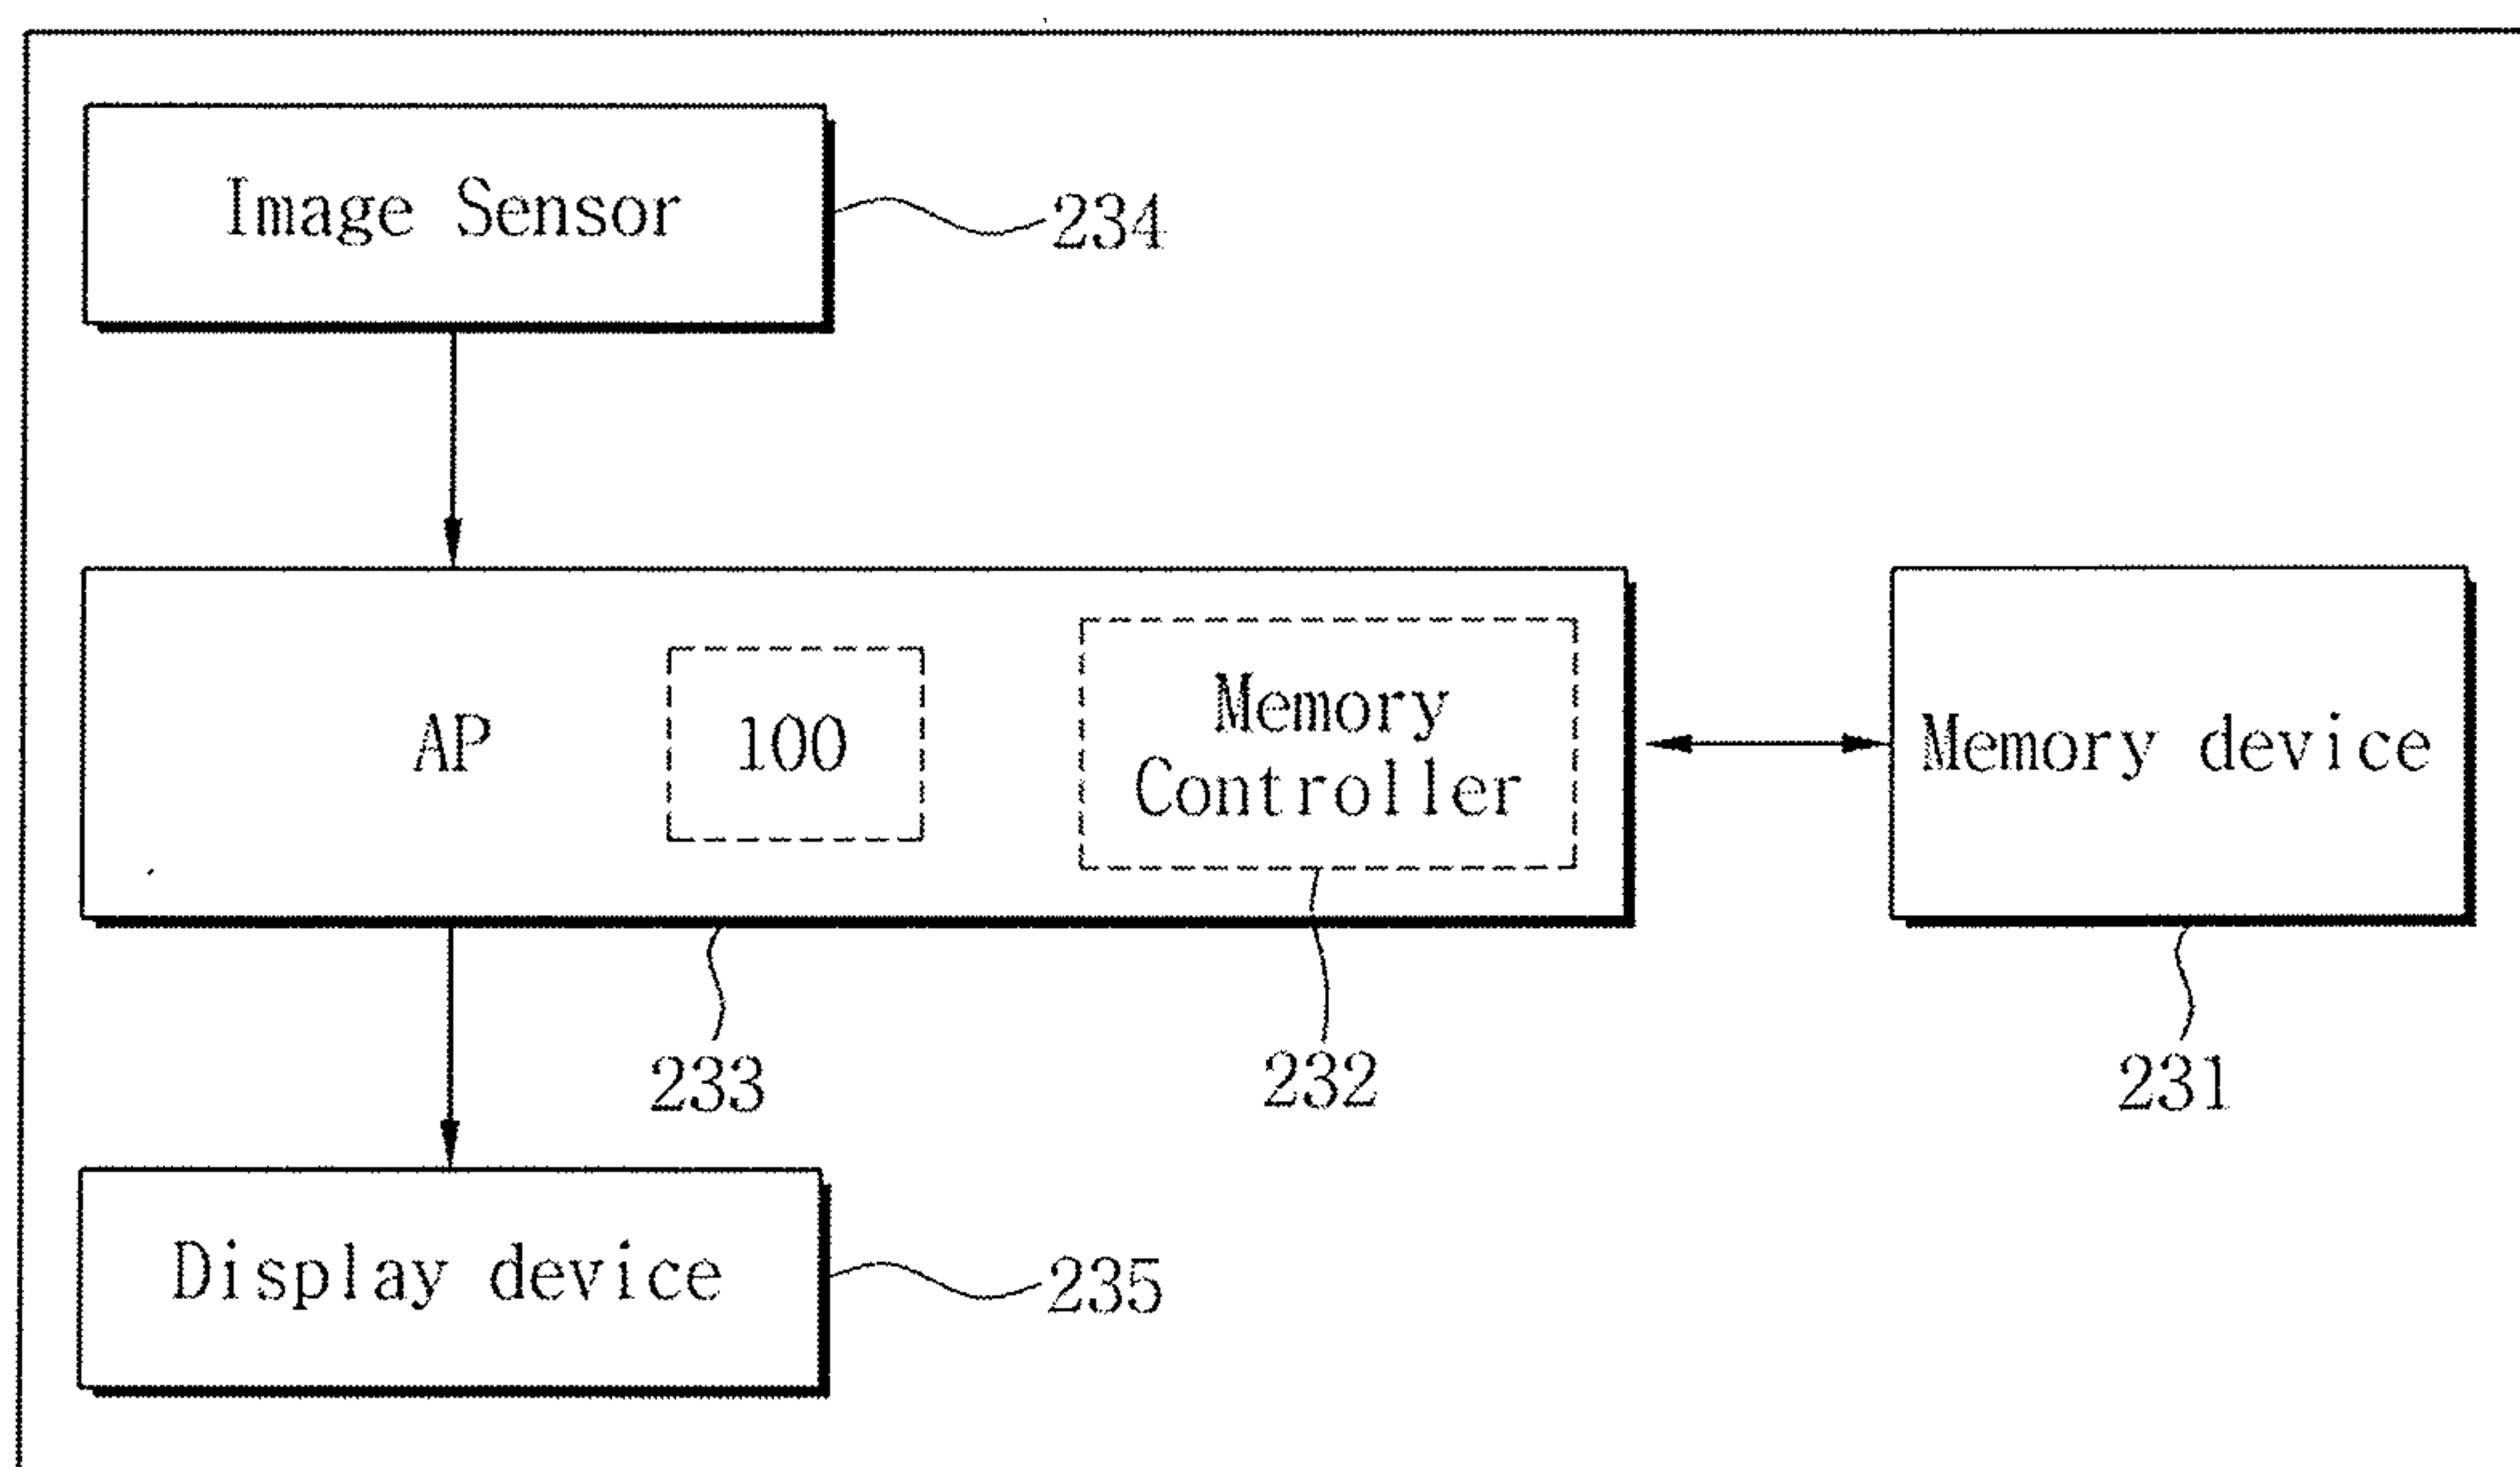 Image Sensor
234
AP
100
Memory
Controller
Memory device
233
232
231
Display device
235